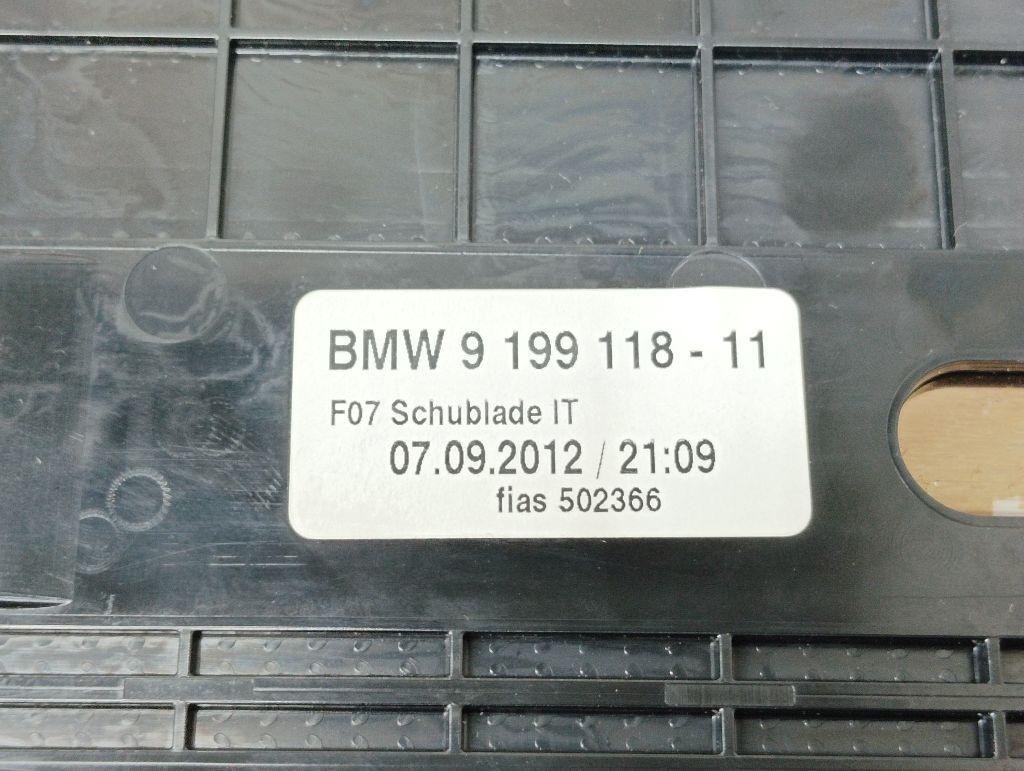 BMW 9 199 118 - 11
F07 Schublade IT
07.09.2012 / 21:09
fias 502366